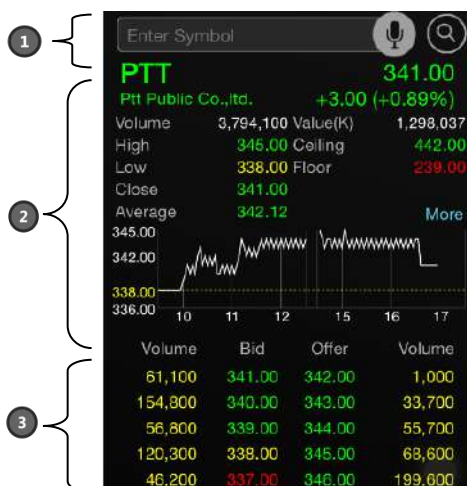 1
Enter Symbol
PTT 341.00
Ptt Public Co.,ltd. +3.00 (+0.89%)
Volume 3,794,100 Value(K) 1,298,037
High 345.00 Ceiling 442.00
Low 338.00 Floor 239.00
Close 341.00
Average 342.12 More
2
345.00
342.00
338.00
336.00
10 11 12 15 16 17
Volume Bid Offer Volume
61,100 341.00 342.00 1,000
154,800 340.00 343.00 33,700
3
56,800 339.00 344.00 55,700
120,300 338.00 345.00 68,600
46,200 337.00 346.00 199,600